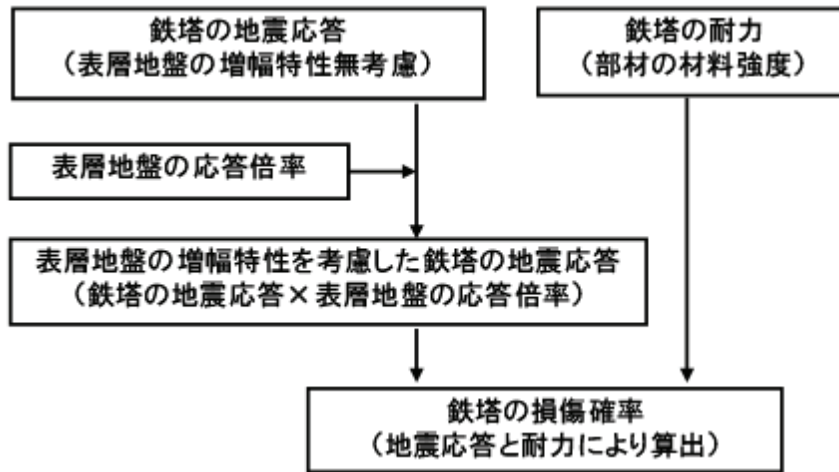 鉄塔の地震応答
（表層地盤の増幅特性無考慮）
鉄塔の耐力
（部材の材料強度）
表層地盤の応答倍率
表層地盤の増幅特性を考慮した鉄塔の地震応答
（鉄塔の地震応答×表層地盤の応答倍率）
鉄塔の損傷確率
（地震応答と耐力により算出）